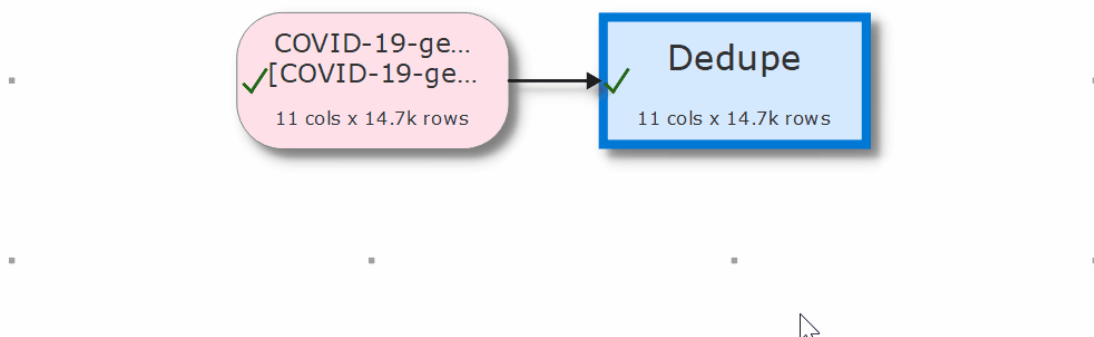 COVID-19-ge...
[COVID-19-ge...
11 cols x 14.7k rows
Dedupe
11 cols x 14.7k rows